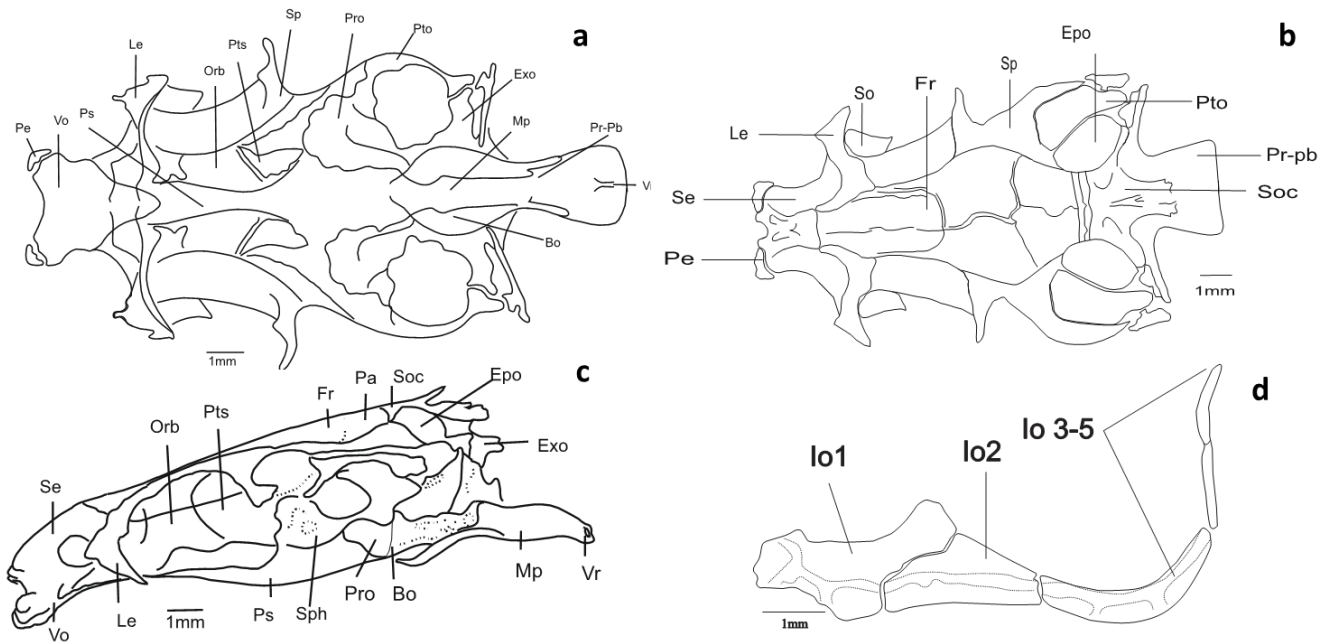 a
Sp
Pro
Pto
Le
Pts
Orb
Exo
Ps
Mp
Pr-Pb
Pe
Vo
Bo
1mm
b
Epo
Sp
Fr
So
Pto
Le
Pr-pb
Se
Soc
Pe
1mm
c
Fr
Pa
Soc
Epo
Pts
Orb
Exo
Se
Vo
Le
1mm
Ps
Sph
Pro
Bo
Mp
Vr
d
Io 3-5
Io1
Io2
1mm